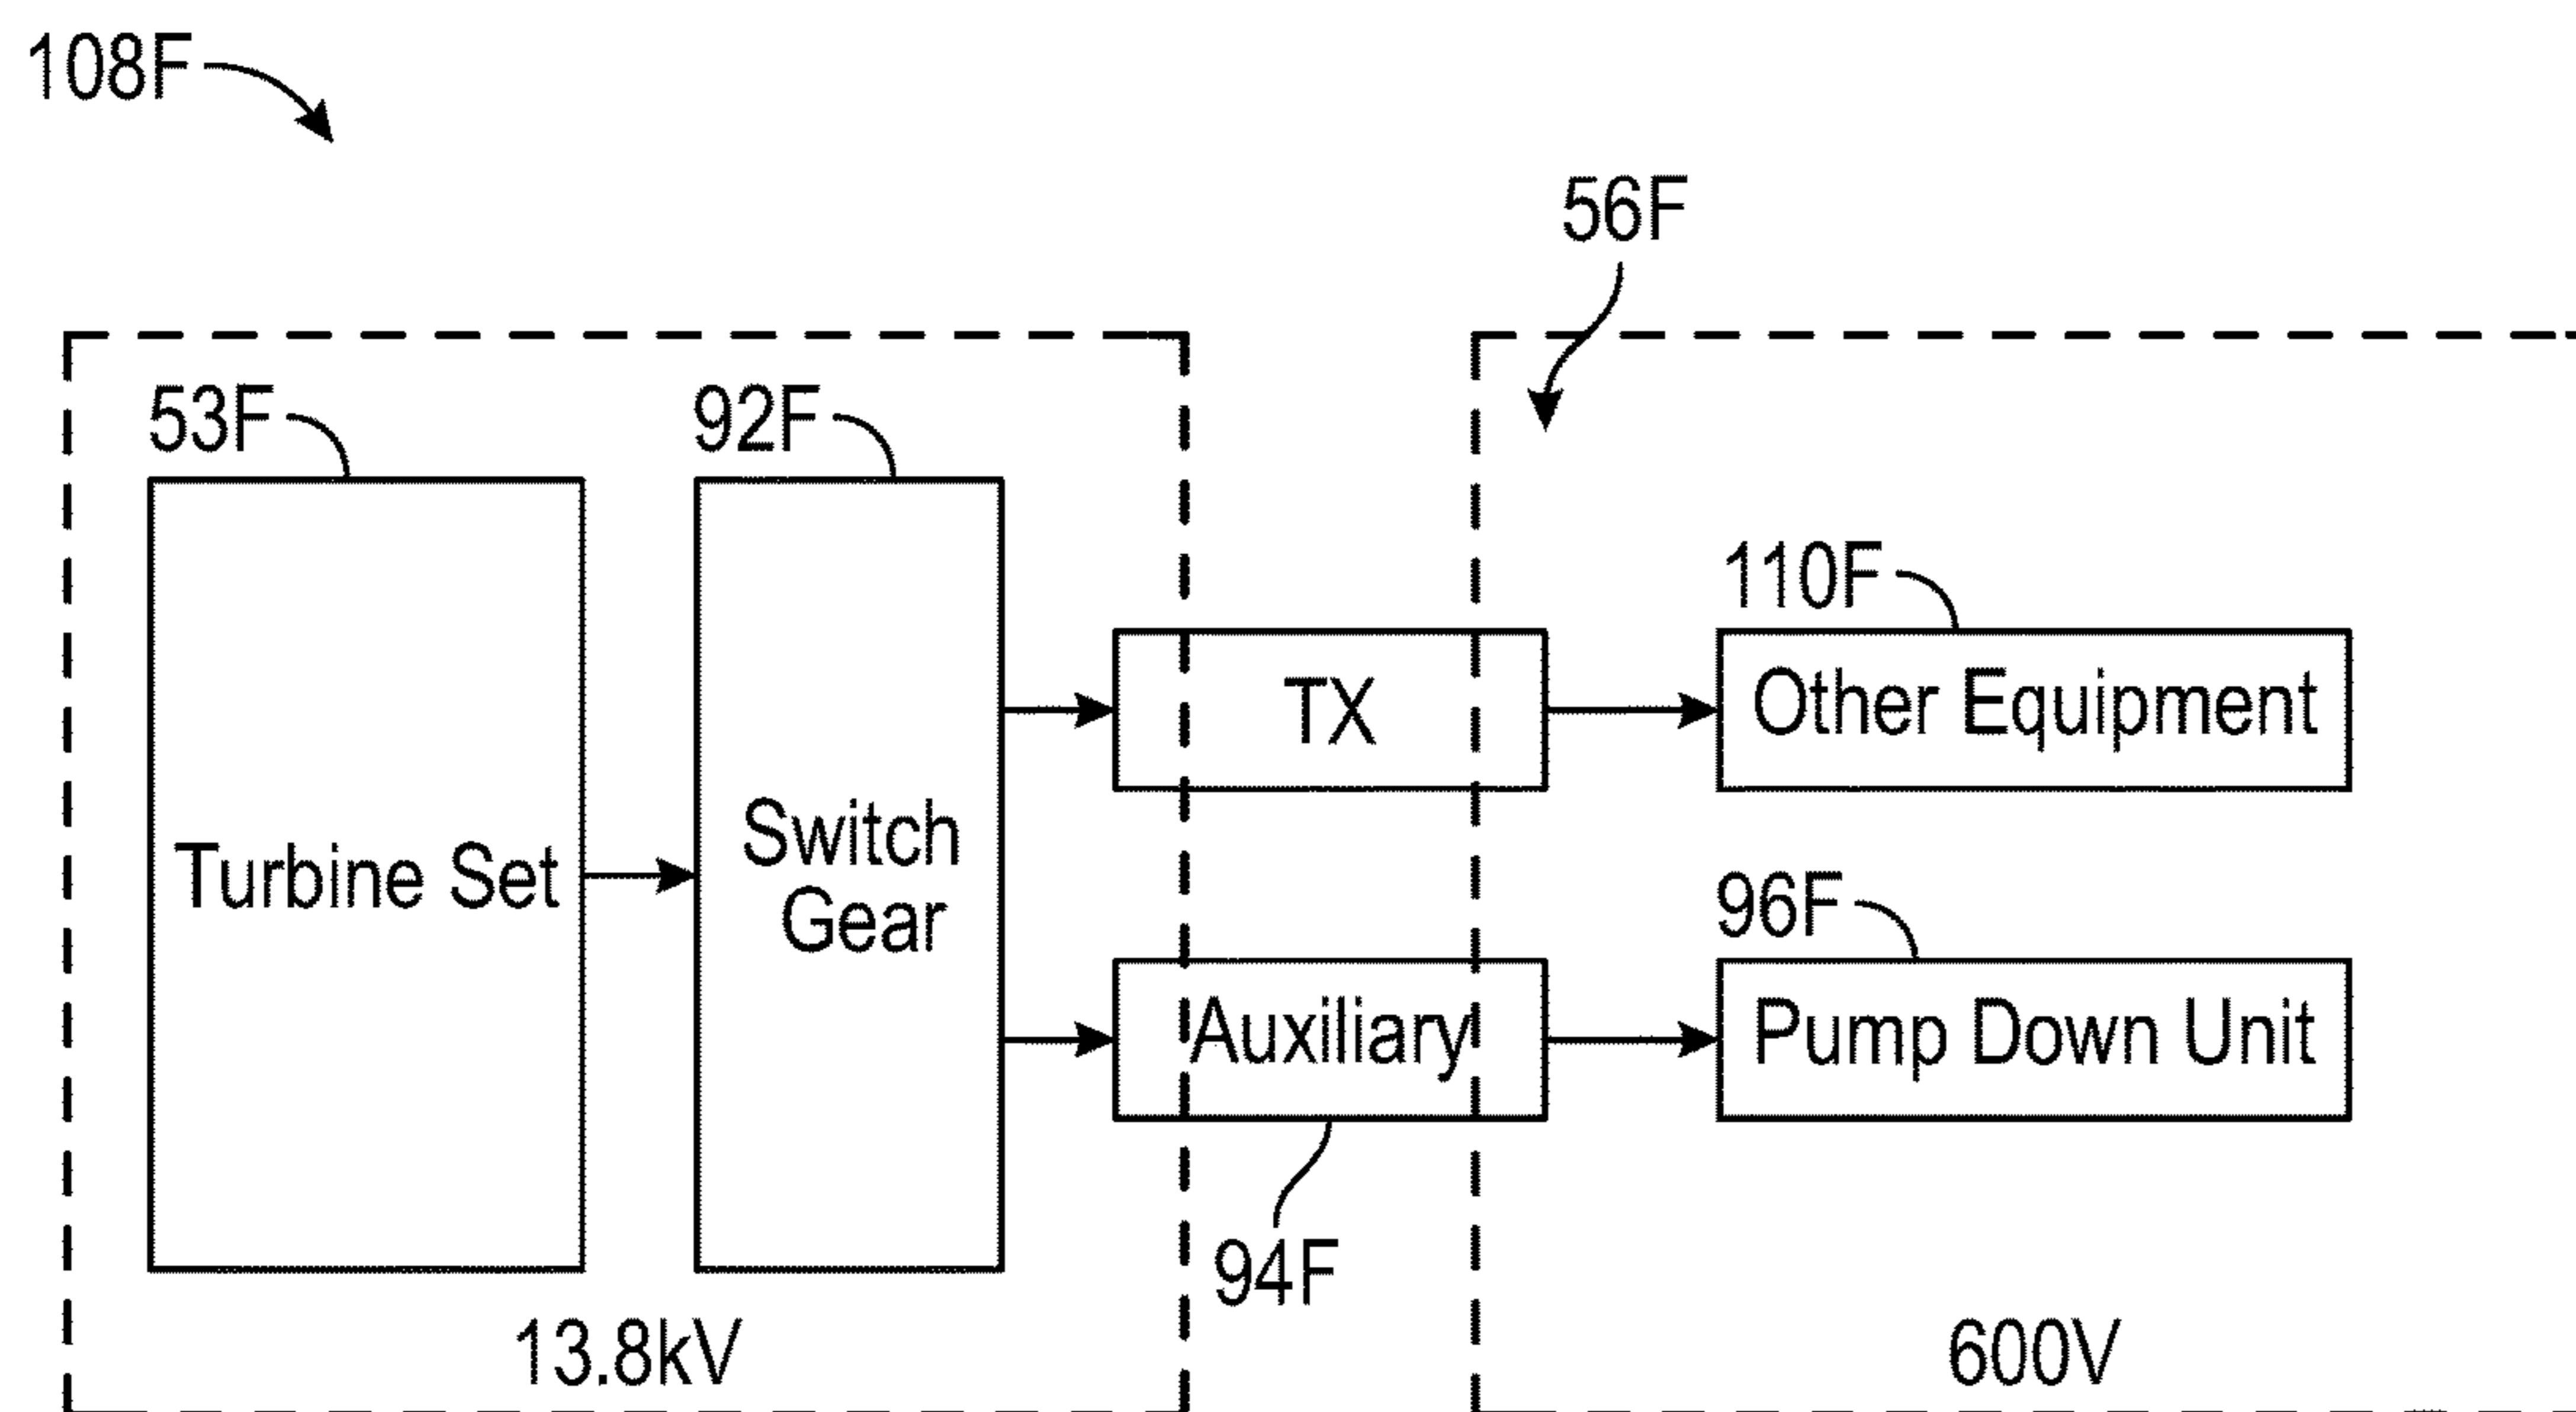 108F
56F
53F
92F
110F
TX
Other Equipment
Switch
Gear
Turbine Set
96F
Auxiliary
Pump Down Unit
94F
13.8kV
600V